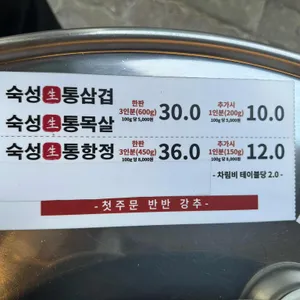 숙성 生 통삼겹
숙성 生 통목살
한판
3인분(600g)
100g 당 5,000원
30.0
추가시
1인분(200g)
100g 당 5,000원
10.0
숙성 生 통항정
한판
3인분(450g)
100g 당 8,000원
36.0
추가시
1인분(150g)
100g 당 8,000원
12.0
- 차림비 테이블당 2.0 -
- 첫주문 반반 강추 -